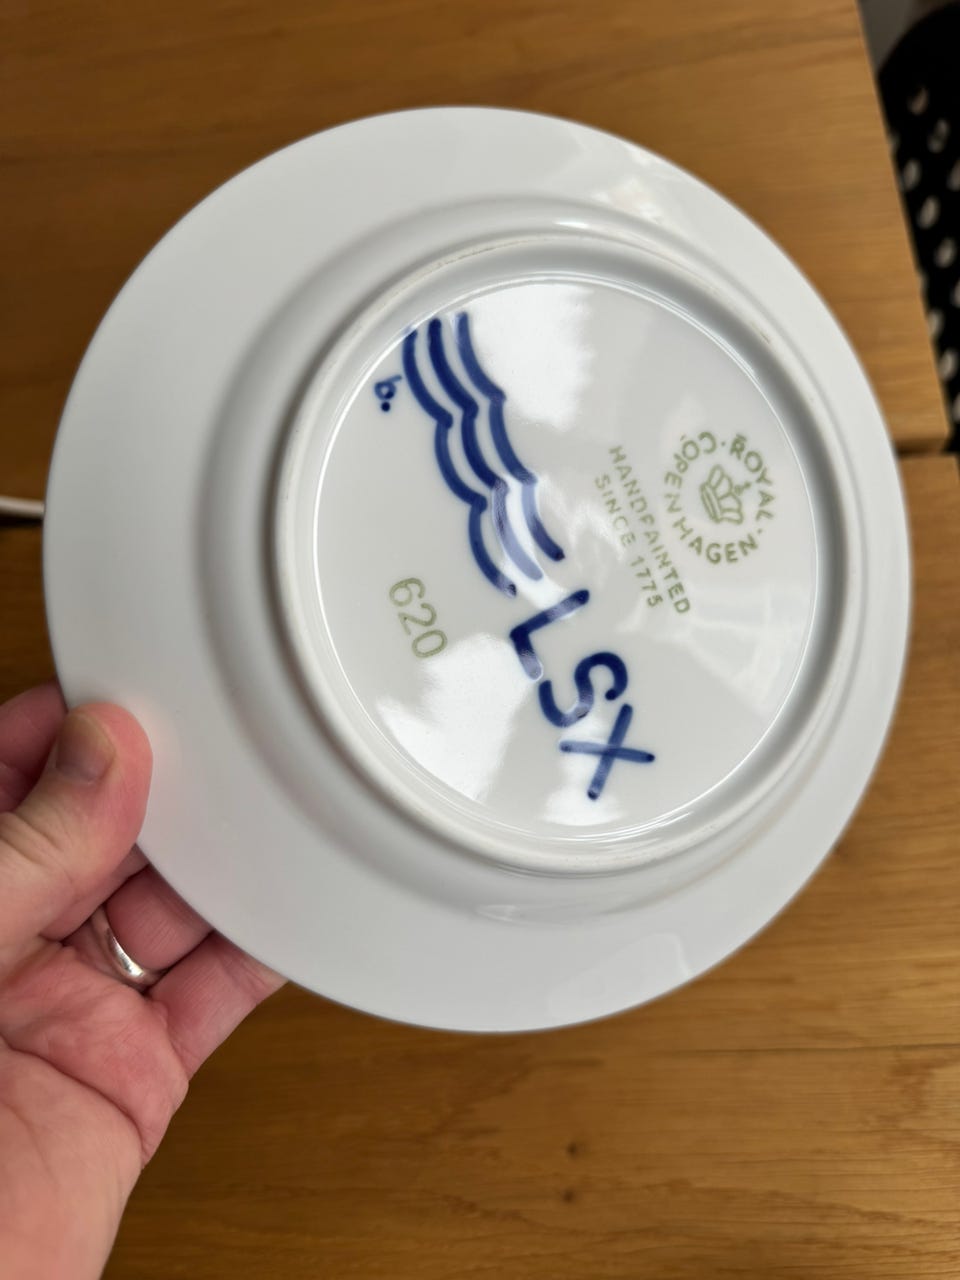 ROYAL
COPENHAGEN
HANDPAINTED
SINCE 1775
LSX
620
b.